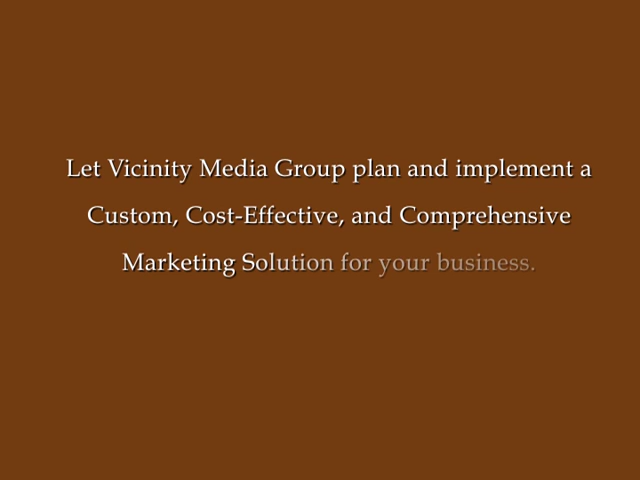 Let Vicinity Media Group plan and implement a
Custom, Cost-Effective, and Comprehensive
Marketing Solution for your business.